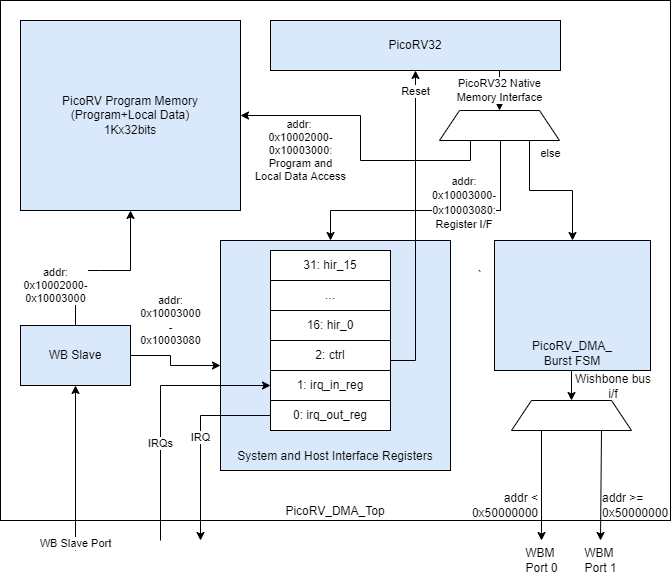 PicoRV32
PicoRV Program Memory
(Program+Local Data)
1Kx32bits
Reset
PicoRV32 Native
Memory Interface
addr:
0x10002000-
0x10003000:
Program and
Local Data Access
else
addr:
0x10003000-
0x10003080:
Register I/F
addr:
0x10002000-
0x10003000
addr:
0x10003000
-
0x10003080
WB Slave
31: hir_15
...
16: hir_0
2: ctrl
1: irq_in_reg
0: irq_out_reg
System and Host Interface Registers
PicoRV_DMA_
Burst FSM
Wishbone bus
i/f
IRQs
IRQ
addr <
0x50000000
addr >=
0x50000000
PicoRV_DMA_Top
WB Slave Port
WBM
Port 0
WBM
Port 1